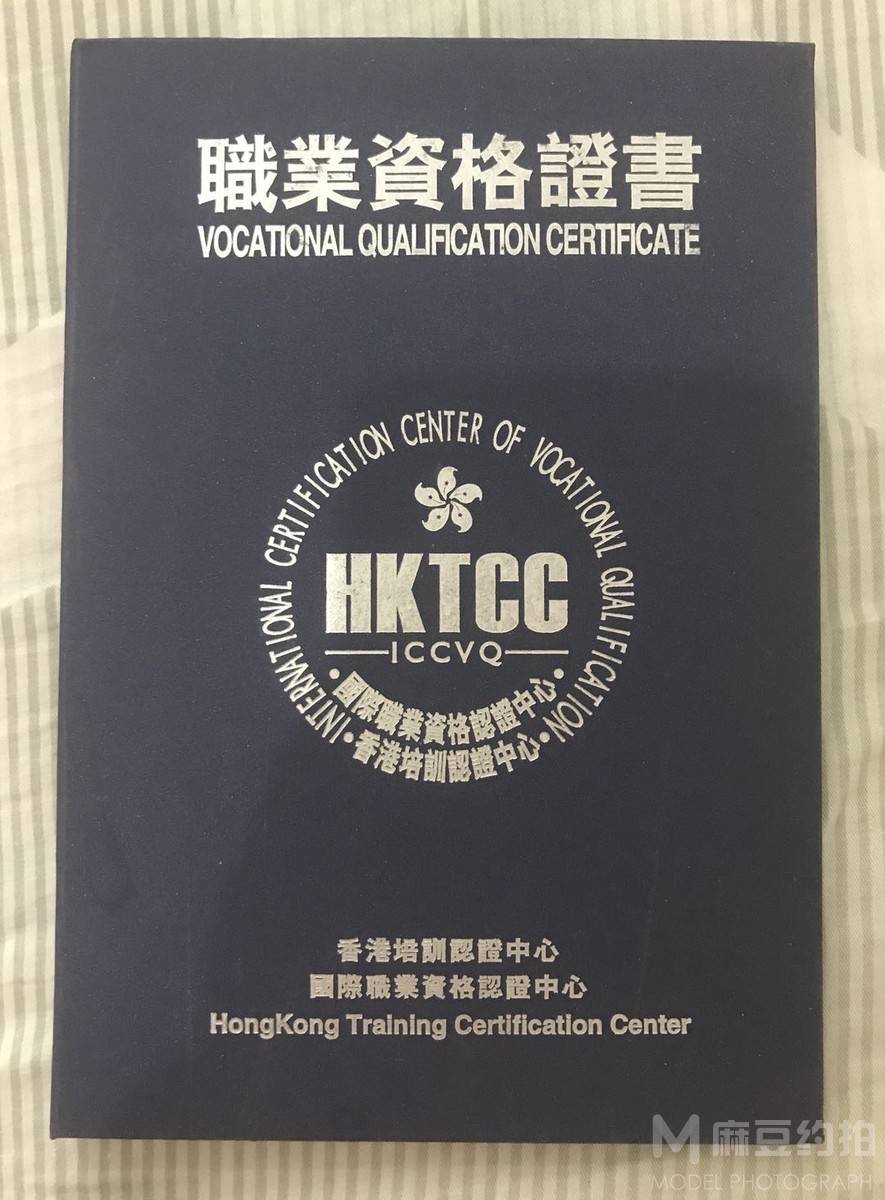 職業資格證書
VOCATIONAL QUALIFICATION CERTIFICATE
INTERNATIONAL CERTIFICATION CENTER OF VOCATIONAL QUALIFICATION
HKTCC
ICCVQ
·國際職業資格認證中心·
·香港培訓認證中心·
香港培訓認證中心
國際職業資格認證中心
HongKong Training Certification Center
麻豆约拍
MODEL PHOTOGRAPH